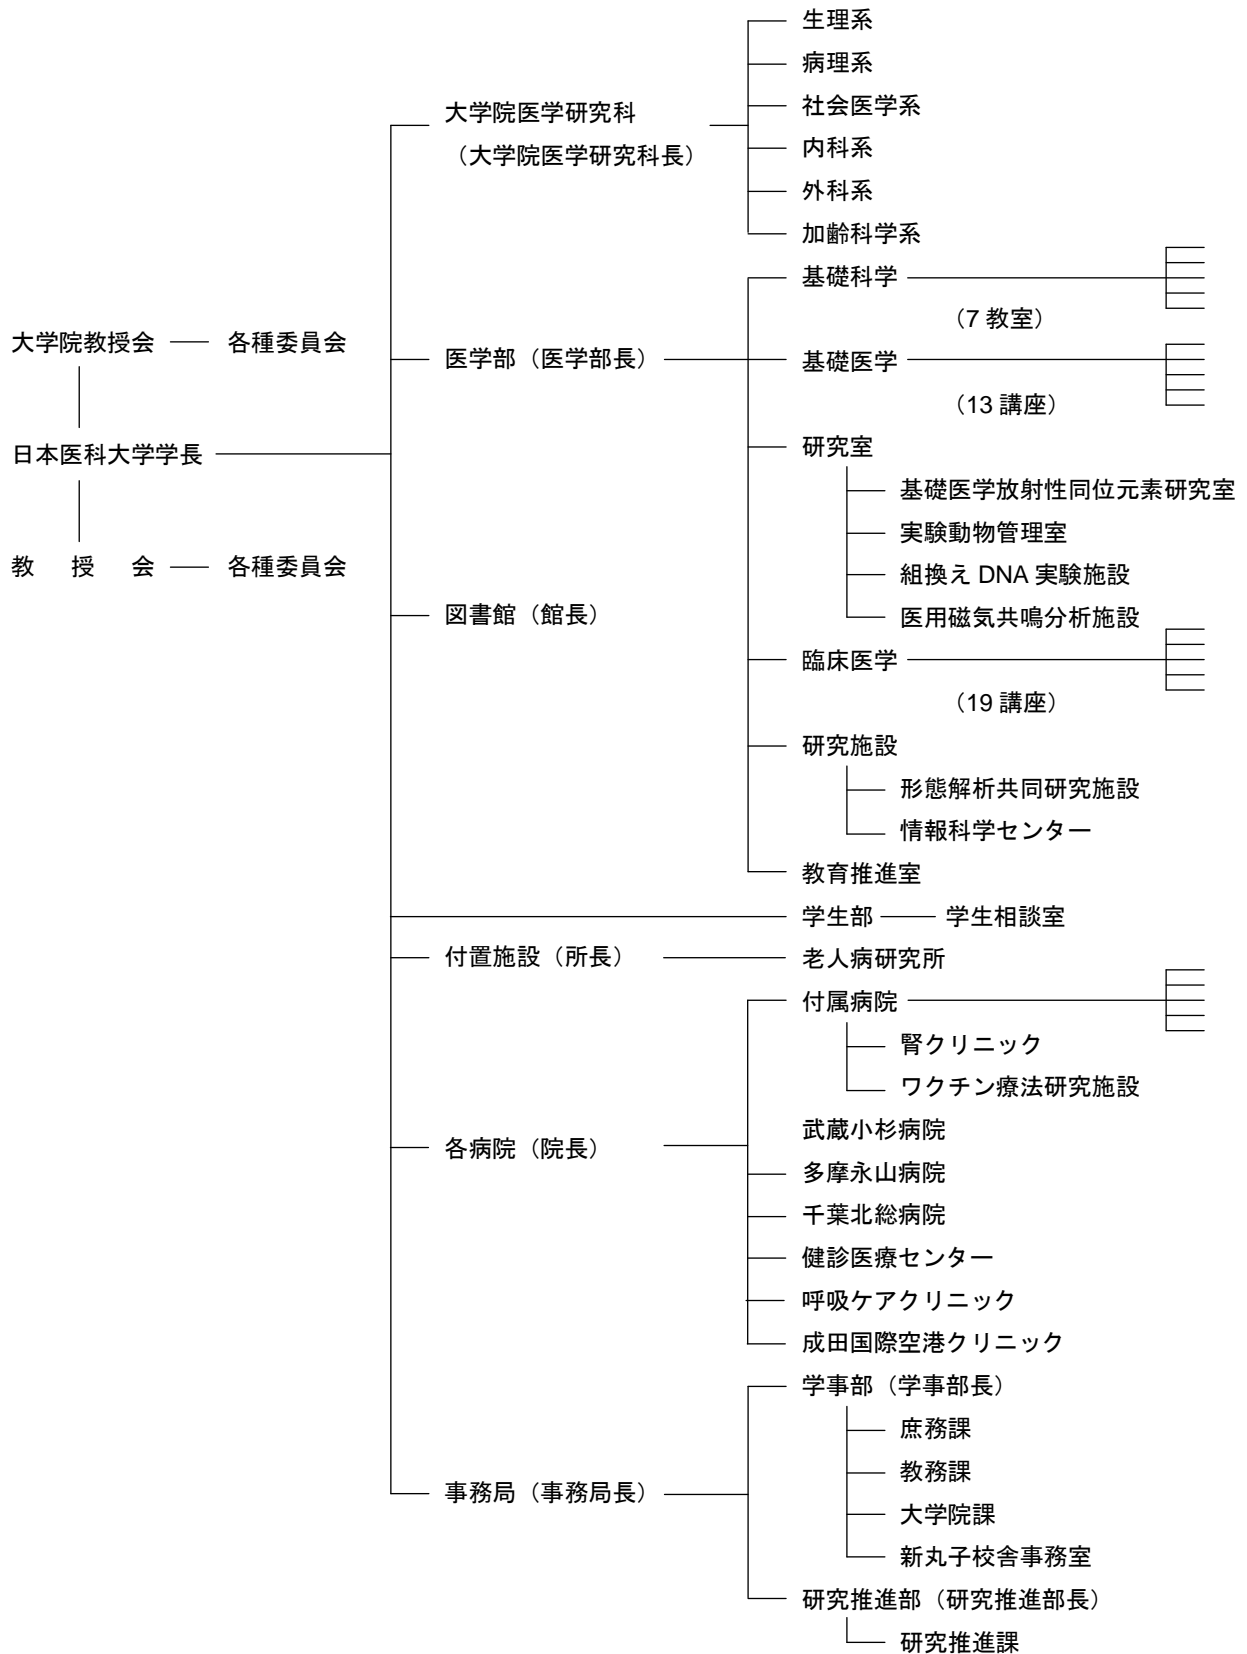 生理系
病理系
大学院医学研究科
社会医学系
（大学院医学研究科長）
内科系
外科系
加齢科学系
基礎科学
（7 教室）
大学院教授会
各種委員会
医学部（医学部長）
基礎医学
（13 講座）
日本医科大学学長
研究室
基礎医学放射性同位元素研究室
実験動物管理室
教 授 会
各種委員会
組換え DNA 実験施設
図書館（館長）
医用磁気共鳴分析施設
臨床医学
（19 講座）
研究施設
形態解析共同研究施設
情報科学センター
教育推進室
学生部
学生相談室
付置施設（所長）
老人病研究所
付属病院
腎クリニック
ワクチン療法研究施設
武蔵小杉病院
各病院（院長）
多摩永山病院
千葉北総病院
健診医療センター
呼吸ケアクリニック
成田国際空港クリニック
学事部（学事部長）
庶務課
教務課
事務局（事務局長）
大学院課
新丸子校舎事務室
研究推進部（研究推進部長）
研究推進課